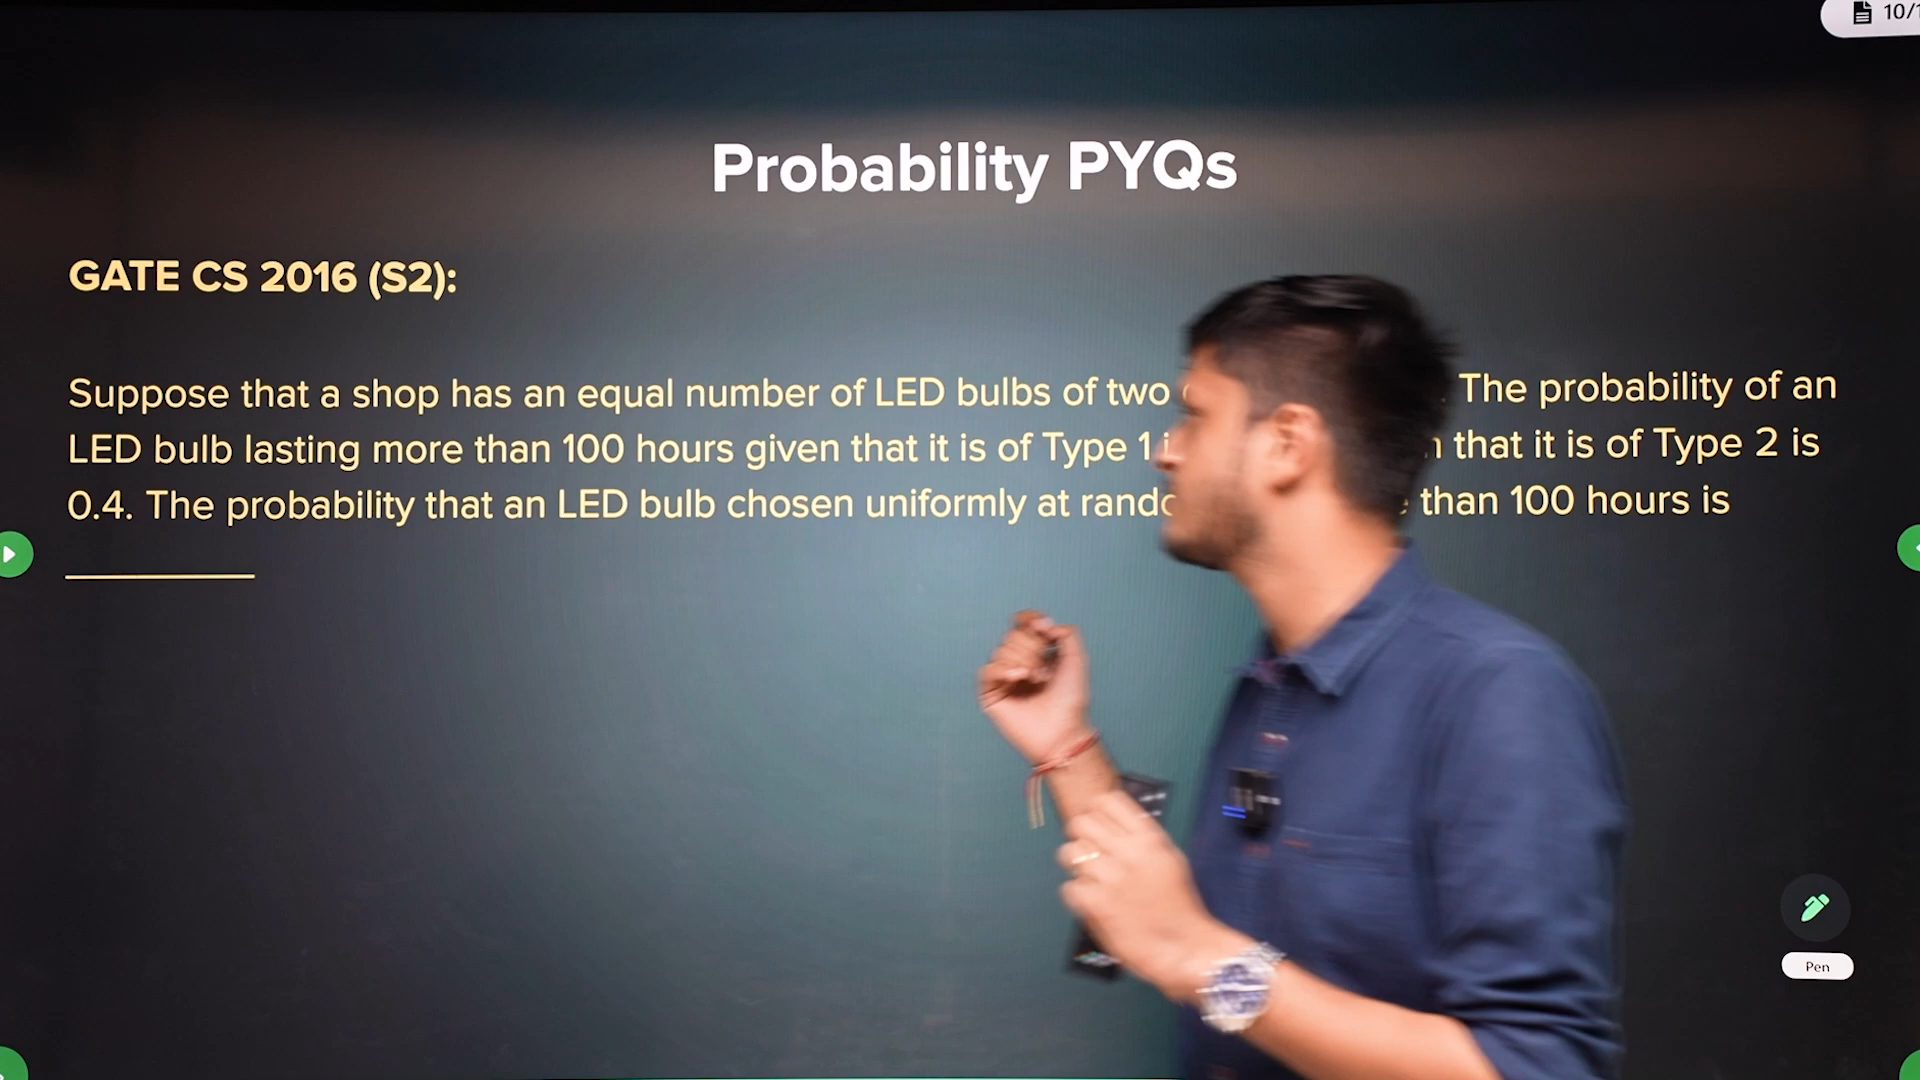 10/1
Probability PYQs
GATE CS 2016 (S2):
Suppose that a shop has an equal number of LED bulbs of two The probability of an
LED bulb lasting more than 100 hours given that it is of Type 1 that it is of Type 2 is
0.4. The probability that an LED bulb chosen uniformly at than 100 hours is
Pen